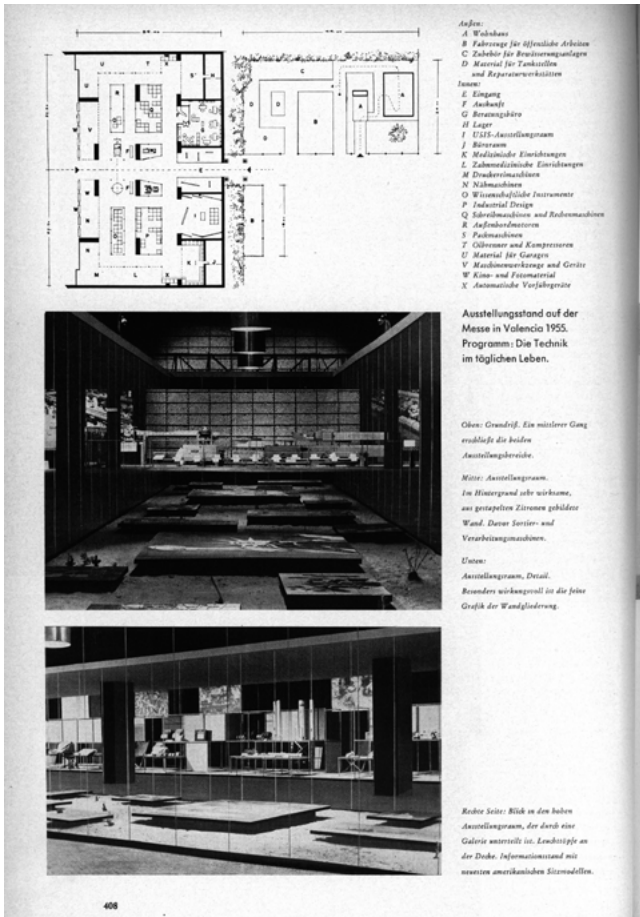 Außen:
A Wohnhaus
B Fahrzeuge für öffentliche Arbeiten
C Zubehör für Bewässerungsanlagen
D Material für Tankstellen
und Reparaturwerkstätten
Innen:
E Eingang
F Auskunft
G Beratungsbüro
H Lager
I USIS-Ausstellungsraum
J Büroraum
K Medizinische Einrichtungen
L Zahnmedizinische Einrichtungen
M Druckereimaschinen
N Nähmaschinen
O Wissenschaftliche Instrumente
P Industrial Design
Q Schreibmaschinen und Rechenmaschinen
R Außenbordmotoren
S Packmaschinen
T Ölbrenner und Kompressoren
U Material für Garagen
V Maschinenwerkzeuge und Geräte
W Kino- und Fotomaterial
X Automatische Vorführgeräte
Ausstellungsstand auf der
Messe in Valencia 1955.
Programm: Die Technik
im täglichen Leben.
Oben: Grundriß. Ein mittlerer Gang
erschließt die beiden
Ausstellungsbereiche.
Mitte: Ausstellungsraum.
Im Hintergrund sehr wirksame,
aus gestapelten Zitronen gebildete
Wand. Davor Sortier- und
Verarbeitungsmaschinen.
Unten:
Ausstellungsraum, Detail.
Besonders wirkungsvoll ist die feine
Grafik der Wandgliederung.
Rechte Seite: Blick in den hohen
Ausstellungsraum, der durch eine
Galerie unterteilt ist. Leuchttöpfe an
der Decke. Informationsstand mit
neuesten amerikanischen Sitzmodellen.
408